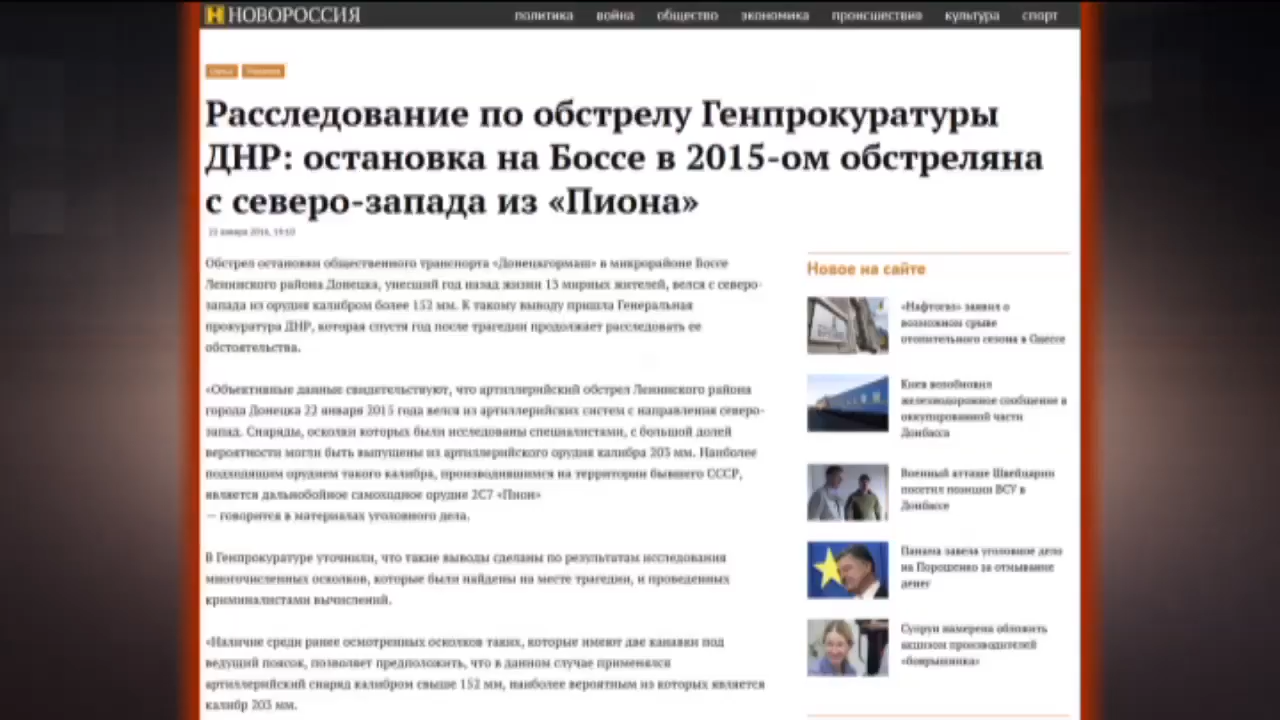 НОВОРОССИЯ
политика война общество экономика происшествия культура спорт
Расследование по обстрелу Генпрокуратуры
ДНР: остановка на Боссе в 2015-ом обстреляна
с северо-запада из «Пиона»
22 января 2016, 19:10
Обстрел остановки общественного транспорта «Донецкгормаш» в микрорайоне Боссе
Ленинского района Донецка, унесший год назад жизни 13 мирных жителей, велся с северо-
запада из орудия калибром более 152 мм. К такому выводу пришла Генеральная
прокуратура ДНР, которая спустя год после трагедии продолжает расследовать ее
обстоятельства.
«Объективные данные свидетельствуют, что артиллерийский обстрел Ленинского района
города Донецка 22 января 2015 года велся из артиллерийских систем с направления северо-
запад. Снаряды, осколки которых были исследованы специалистами, с большой долей
вероятности могли быть выпущены из артиллерийского орудия калибра 203 мм. Наиболее
подходящим орудием такого калибра, производившимся на территории бывшего СССР,
является дальнобойное самоходное орудие 2С7 «Пион»
— говорится в материалах уголовного дела.
В Генпрокуратуре уточнили, что такие выводы сделаны по результатам исследования
многочисленных осколков, которые были найдены на месте трагедии, и проведенных
криминалистами вычислений.
«Наличие среди ранее осмотренных осколков таких, которые имеют две канавки под
ведущий поясок, позволяет предположить, что в данном случае применялся
артиллерийский снаряд калибром свыше 152 мм, наиболее вероятным из которых является
калибр 203 мм.
Новое на сайте
«Нафтогаз» заявил о
возможном срыве
отопительного сезона в Одессе
Киев возобновил
железнодорожное сообщение в
оккупированной части
Донбасса
Военный атташе Швейцарии
посетил позиции ВСУ в
Донбассе
Панама завела уголовное дело
на Порошенко за отмывание
денег
Супрун намерена обложить
акцизом производителей
«боярышника»